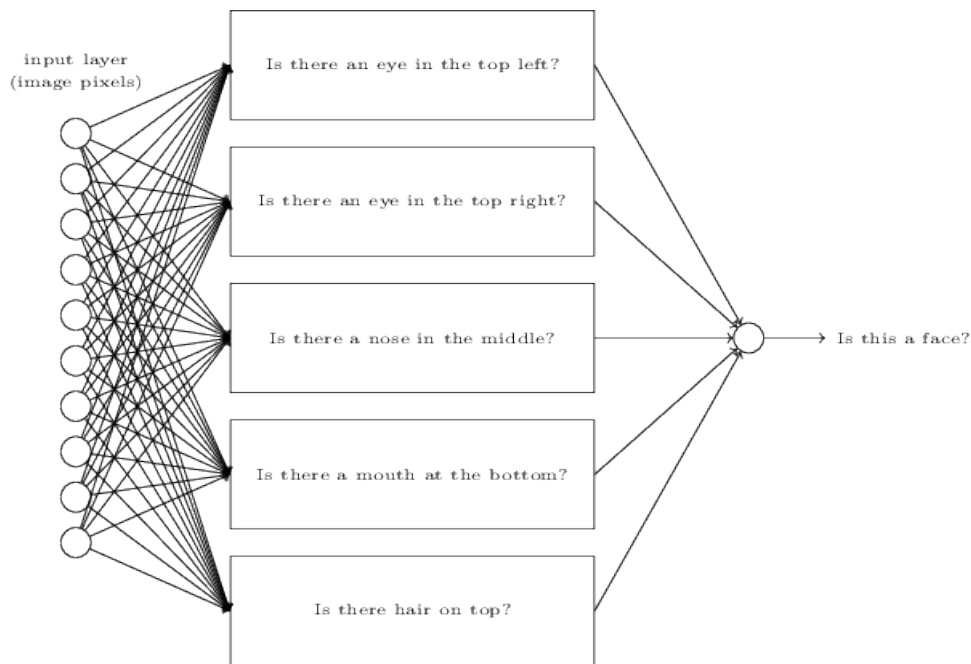 input layer
(image pixels)
Is there an eye in the top left?
Is there an eye in the top right?
Is there a nose in the middle?
Is this a face?
Is there a mouth at the bottom?
Is there hair on top?